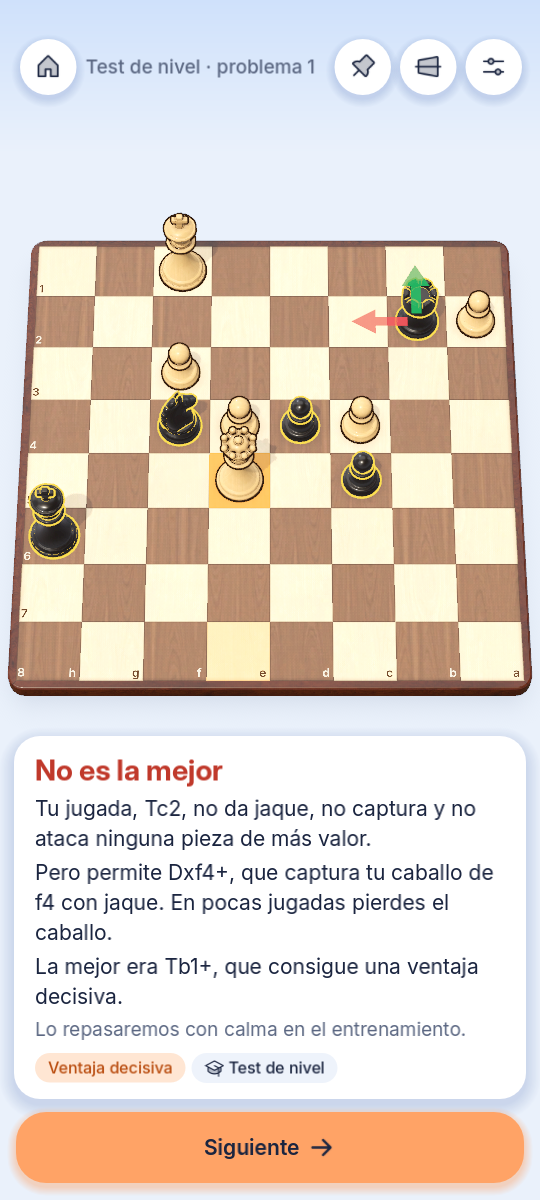 Test de nivel · problema 1
1
2
3
4
6
7
8 h g f e d c b a
No es la mejor
Tu jugada, Tc2, no da jaque, no captura y no
ataca ninguna pieza de más valor.
Pero permite Dxf4+, que captura tu caballo de
f4 con jaque. En pocas jugadas pierdes el
caballo.
La mejor era Tb1+, que consigue una ventaja
decisiva.
Lo repasaremos con calma en el entrenamiento.
Ventaja decisiva Test de nivel
Siguiente →